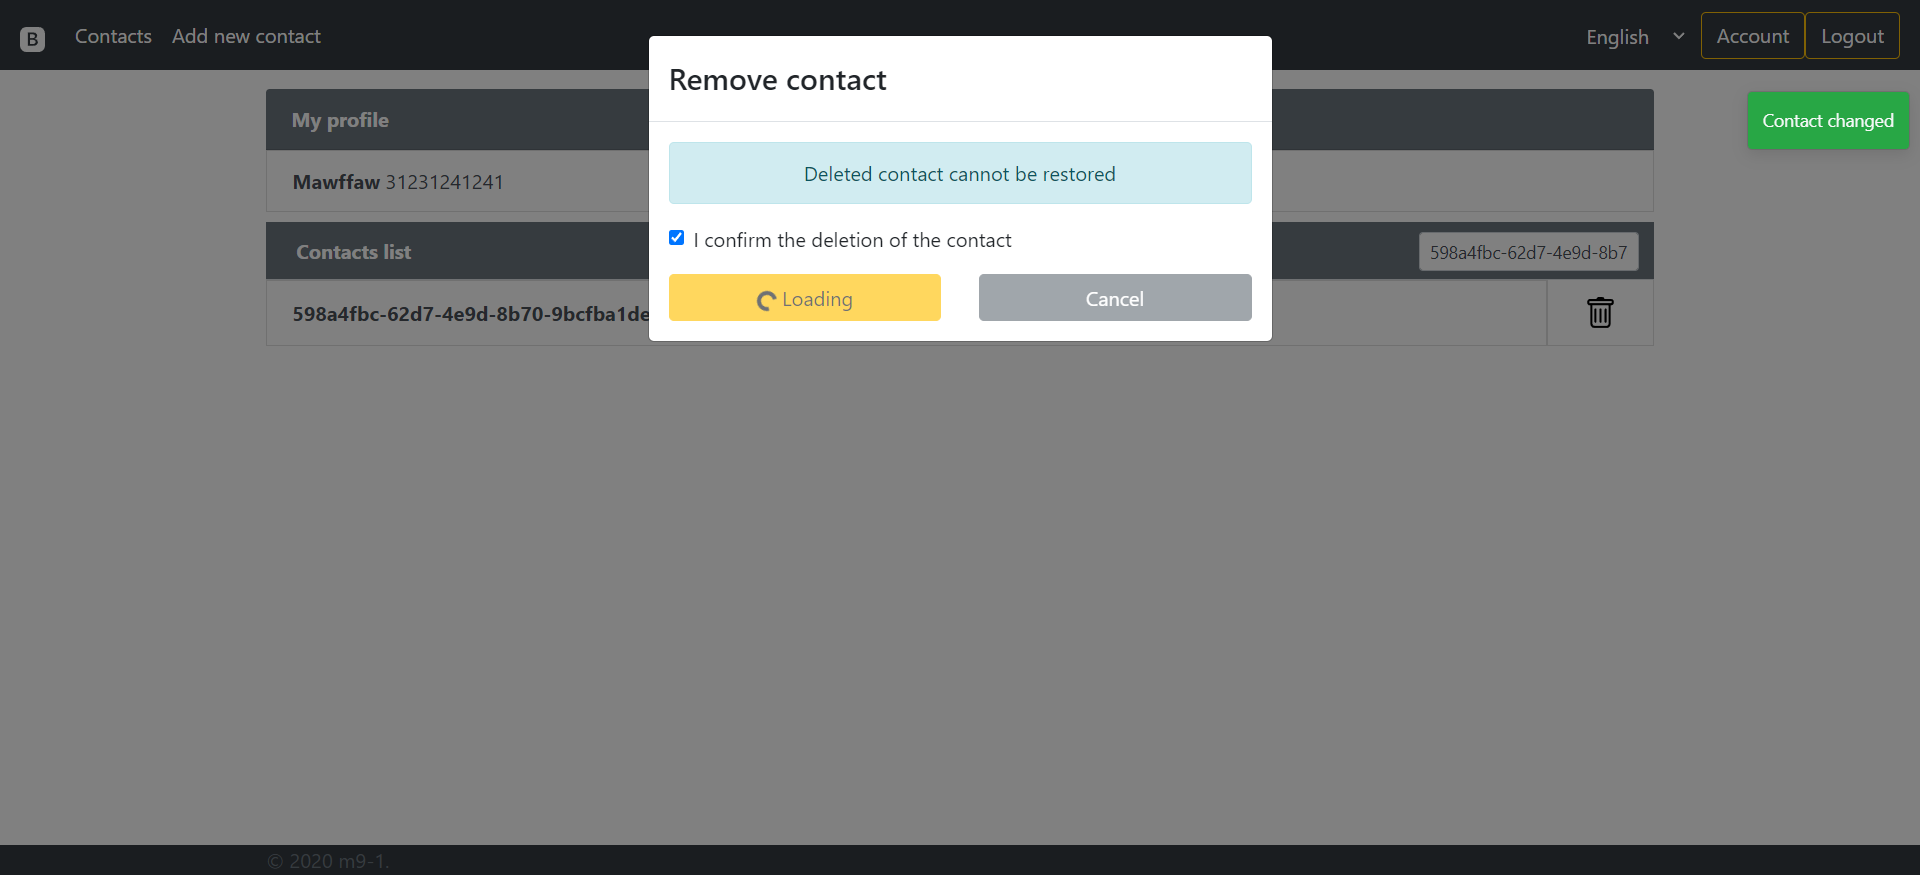 B Contacts Add new contact English Account Logout
Remove contact
My profile
Contact changed
Mawffaw 31231241241
Deleted contact cannot be restored
I confirm the deletion of the contact
Contacts list
598a4fbc-62d7-4e9d-8b7
Loading Cancel
598a4fbc-62d7-4e9d-8b70-9bcfba1de
© 2020 m9-1.